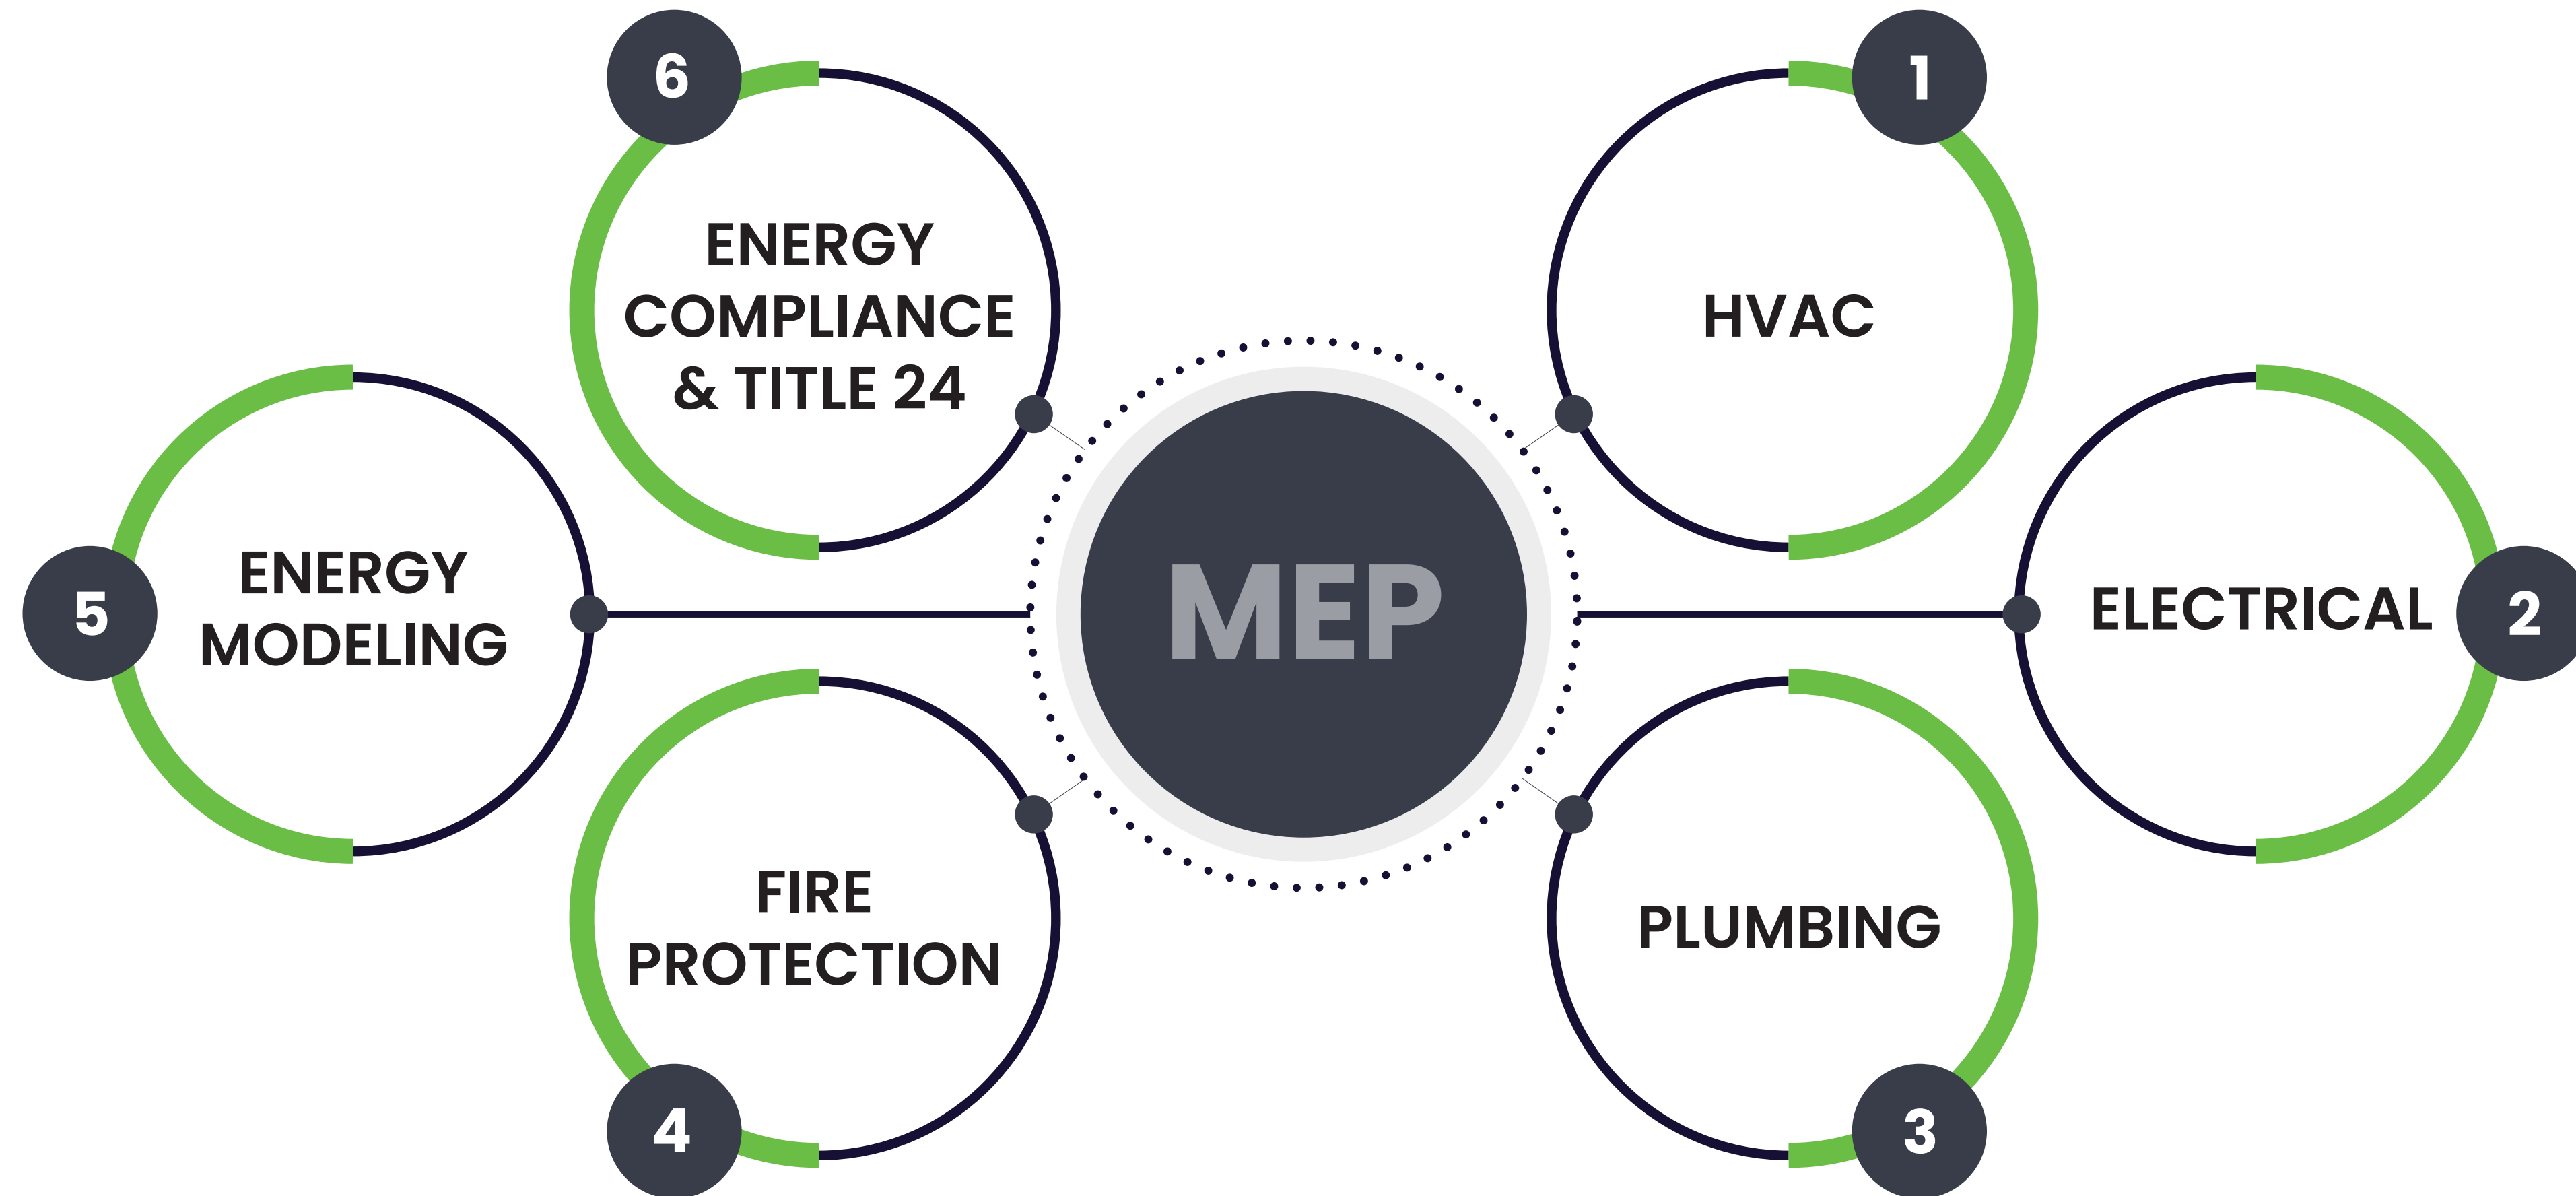 6
ENERGY
COMPLIANCE
& TITLE 24
1
HVAC
5
ENERGY
MODELING
MEP
ELECTRICAL
2
FIRE
PROTECTION
4
PLUMBING
3